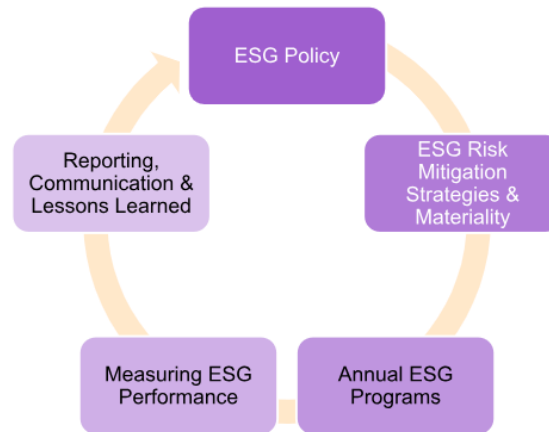 ESG Policy
ESG Risk
Mitigation
Strategies &
Materiality
Annual ESG
Programs
Measuring ESG
Performance
Reporting,
Communication &
Lessons Learned